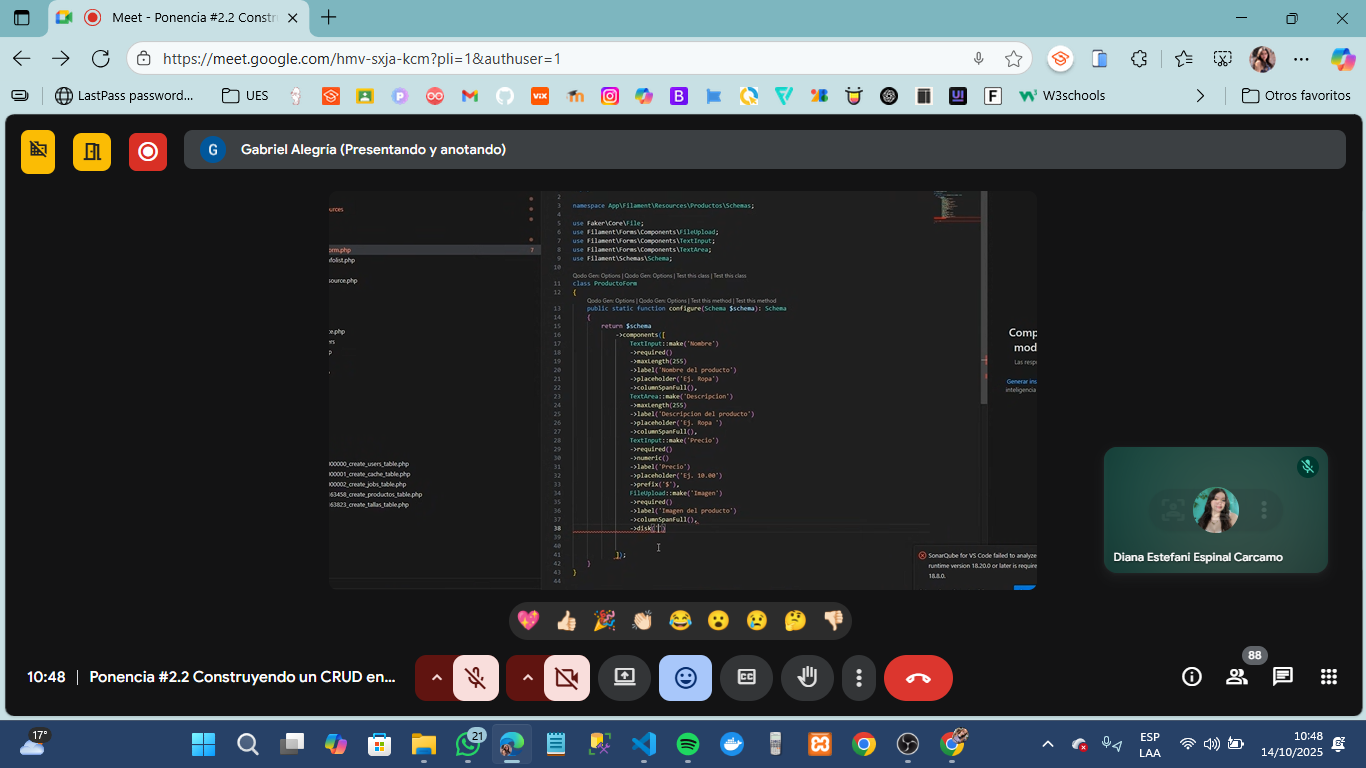 Meet - Ponencia #2.2 Constr
https://meet.google.com/hmv-sxja-kcm?pli=1&authuser=1
LastPass password...
UES
W3schools
Otros favoritos
G
Gabriel Alegría (Presentando y anotando)
ources
orm.php
7
folist.php
source.php
ce.php
ers
p
000000_create_users_table.php
000001_create_cache_table.php
000002_create_jobs_table.php
63458_create_productos_table.php
63823_create_tallas_table.php
2
3 namespace App\Filament\Resources\Productos\Schemas;
4
5 use Faker\Core\File;
6 use Filament\Forms\Components\FileUpload;
7 use Filament\Forms\Components\TextInput;
8 use Filament\Forms\Components\TextArea;
9 use Filament\Schemas\Schema;
10
Qodo Gen: Options | Qodo Gen: Options | Test this class | Test this class
11 class ProductoForm
12 {
Qodo Gen: Options | Qodo Gen: Options | Test this method | Test this method
13 public static function configure(Schema $schema): Schema
14 {
15 return $schema
16 ->components([
17 TextInput::make('Nombre')
18 ->required()
19 ->maxLength(255)
20 ->label('Nombre del producto')
21 ->placeholder('Ej. Ropa')
22 ->columnSpanFull(),
23 TextArea::make('Descripcion')
24 ->maxLength(255)
25 ->label('Descripcion del producto')
26 ->placeholder('Ej. Ropa ')
27 ->columnSpanFull(),
28 TextInput::make('Precio')
29 ->required()
30 ->numeric()
31 ->label('Precio')
32 ->placeholder('Ej. 10.00')
33 ->prefix('$'),
34 FileUpload::make('Imagen')
35 ->required()
36 ->label('Imagen del producto')
37 ->columnSpanFull(),
38 ->disk('')
39
40
41 ]);
42 }
43 }
44
Comp
mod
Las resp
Generar ins
inteligencia
SonarQube for VS Code failed to analyze
runtime version 18.20.0 or later is require
18.8.0.
Diana Estefani Espinal Carcamo
10:48
Ponencia #2.2 Construyendo un CRUD en...
88
17°
21
ESP
LAA
10:48
14/10/2025